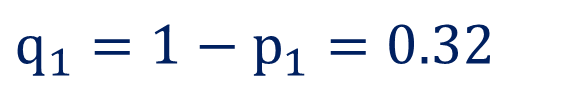 q₁ = 1 − p₁ = 0.32